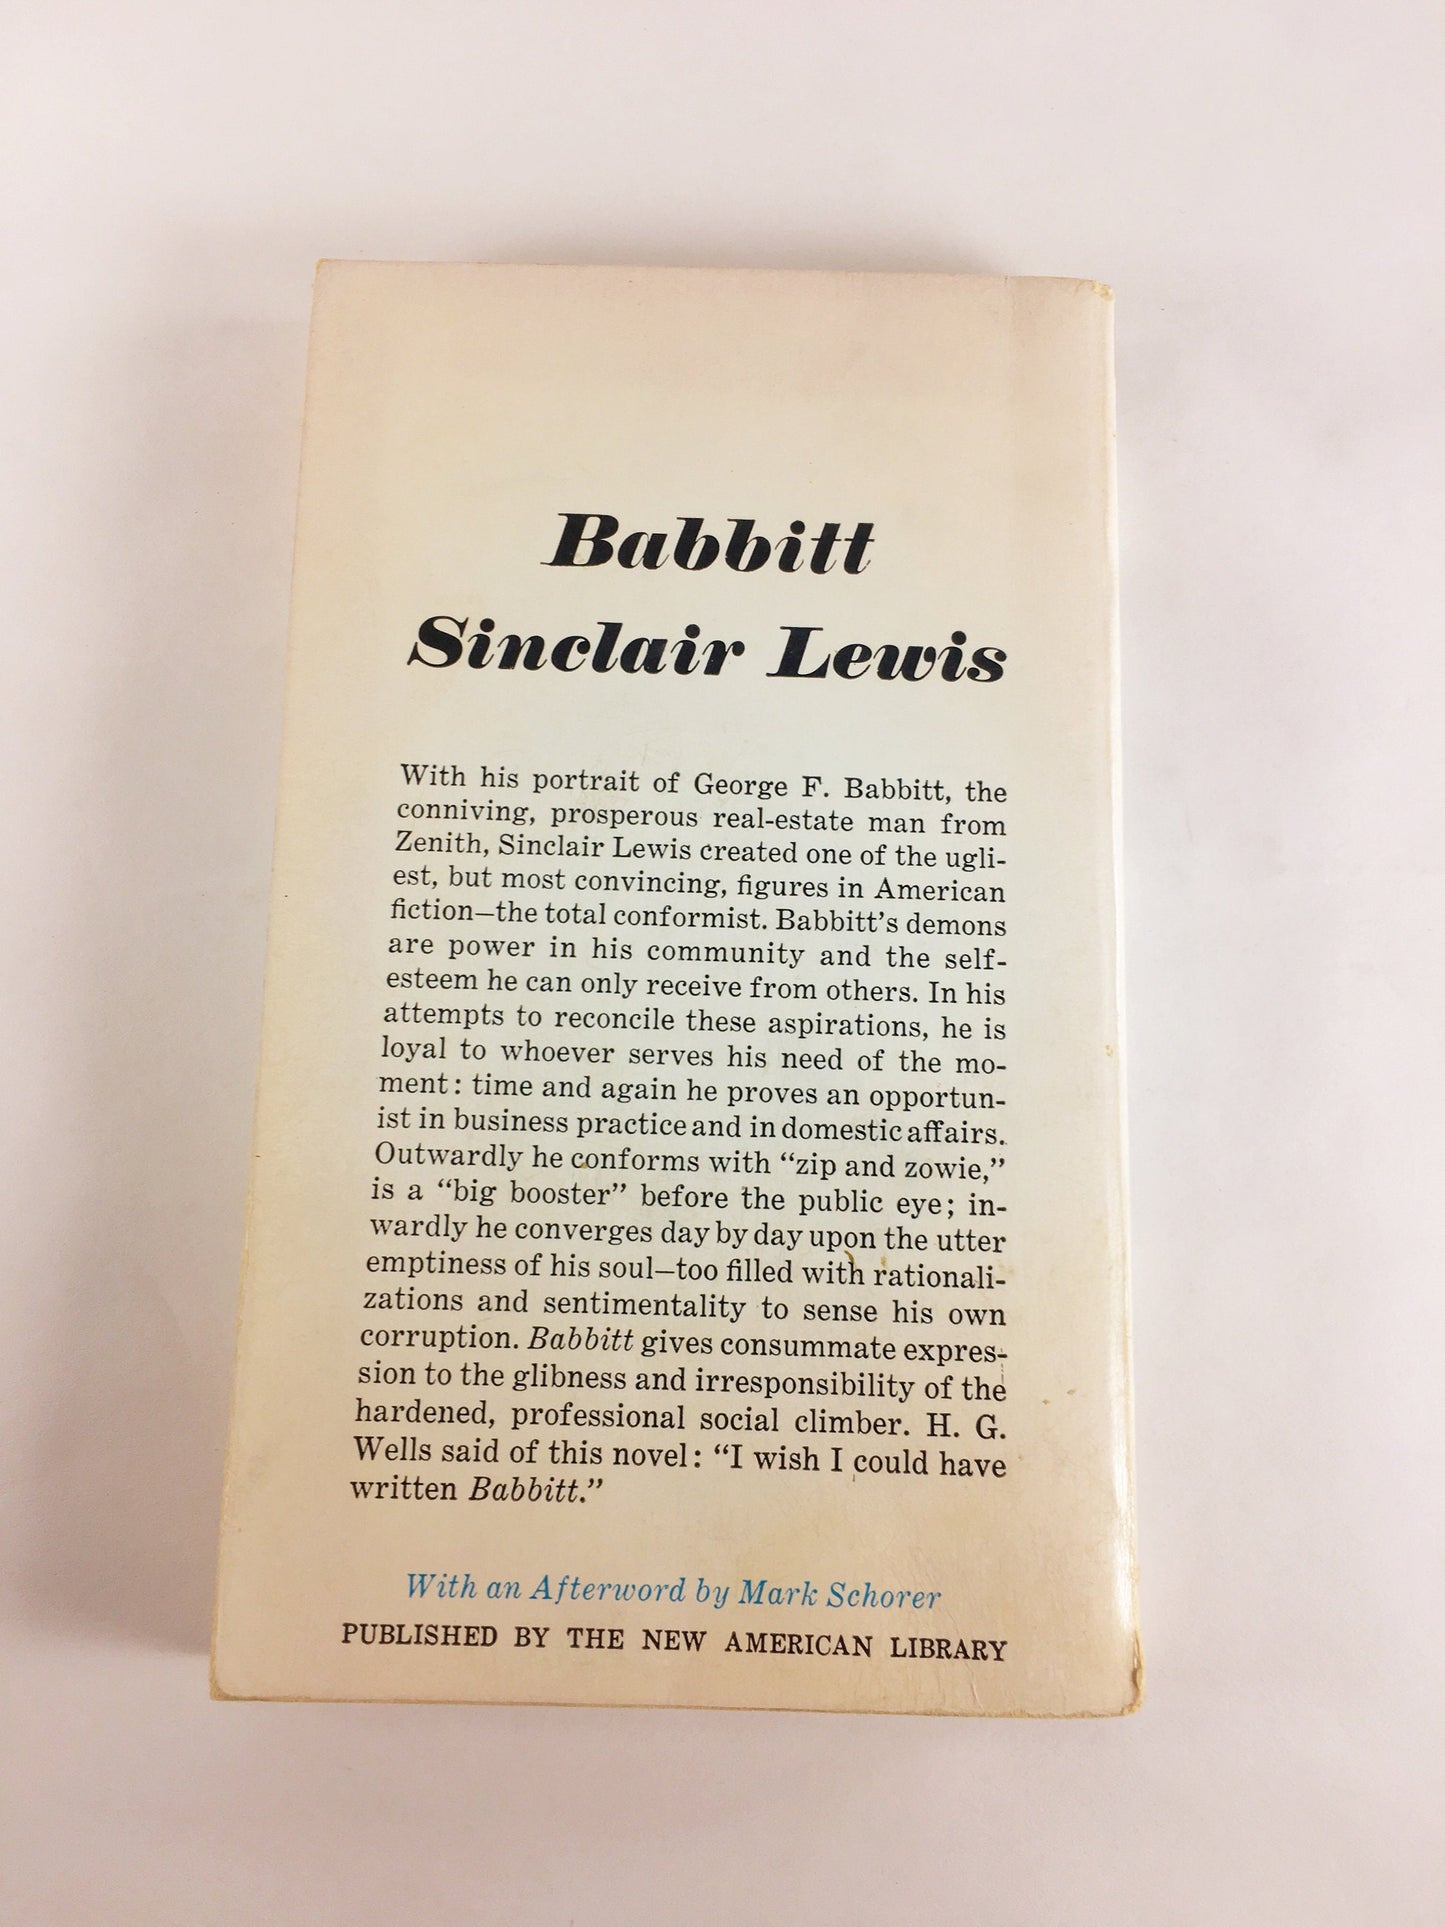 Babbitt
Sinclair Lewis
With his portrait of George F. Babbitt, the
conniving, prosperous real-estate man from
Zenith, Sinclair Lewis created one of the ugli-
est, but most convincing, figures in American
fiction—the total conformist. Babbitt's demons
are power in his community and the self-
esteem he can only receive from others. In his
attempts to reconcile these aspirations, he is
loyal to whoever serves his need of the mo-
ment: time and again he proves an opportun-
ist in business practice and in domestic affairs.
Outwardly he conforms with “zip and zowie,”
is a “big booster” before the public eye; in-
wardly he converges day by day upon the utter
emptiness of his soul—too filled with rationali-
zations and sentimentality to sense his own
corruption. Babbitt gives consummate expres-
sion to the glibness and irresponsibility of the
hardened, professional social climber. H. G.
Wells said of this novel: “I wish I could have
written Babbitt.”
With an Afterword by Mark Schorer
PUBLISHED BY THE NEW AMERICAN LIBRARY